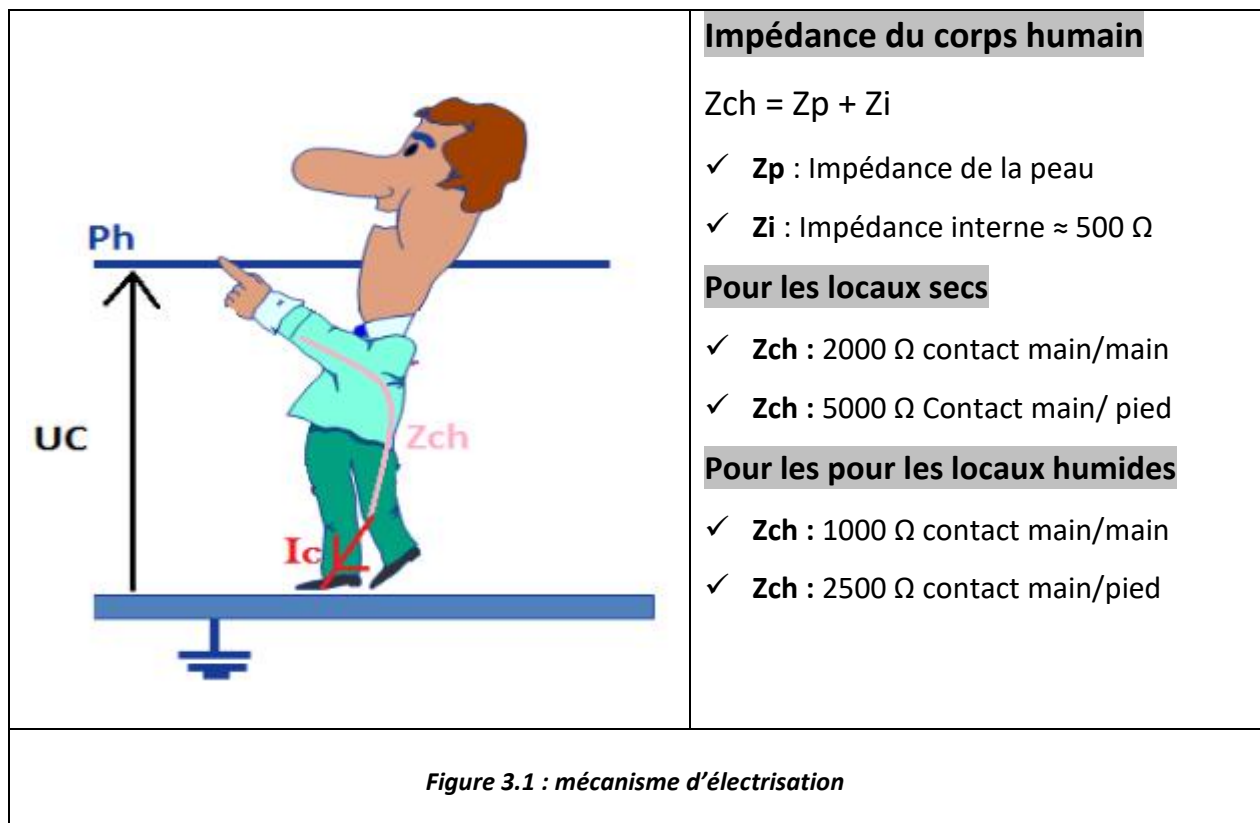 Impédance du corps humain
Zch = Zp + Zi
✓ Zp : Impédance de la peau
✓ Zi : Impédance interne ≈ 500 Ω
Pour les locaux secs
✓ Zch : 2000 Ω contact main/main
✓ Zch : 5000 Ω Contact main/ pied
Pour les pour les locaux humides
✓ Zch : 1000 Ω contact main/main
✓ Zch : 2500 Ω contact main/pied
Ph
UC
Zch
Ic
Figure 3.1 : mécanisme d’électrisation